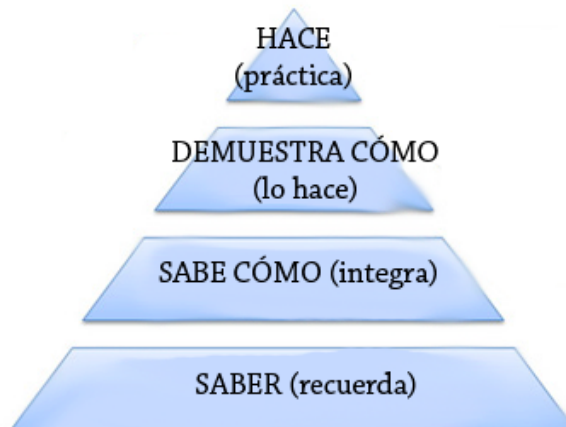 HACE
(práctica)
DEMUESTRA CÓMO
(lo hace)
SABE CÓMO (integra)
SABER (recuerda)